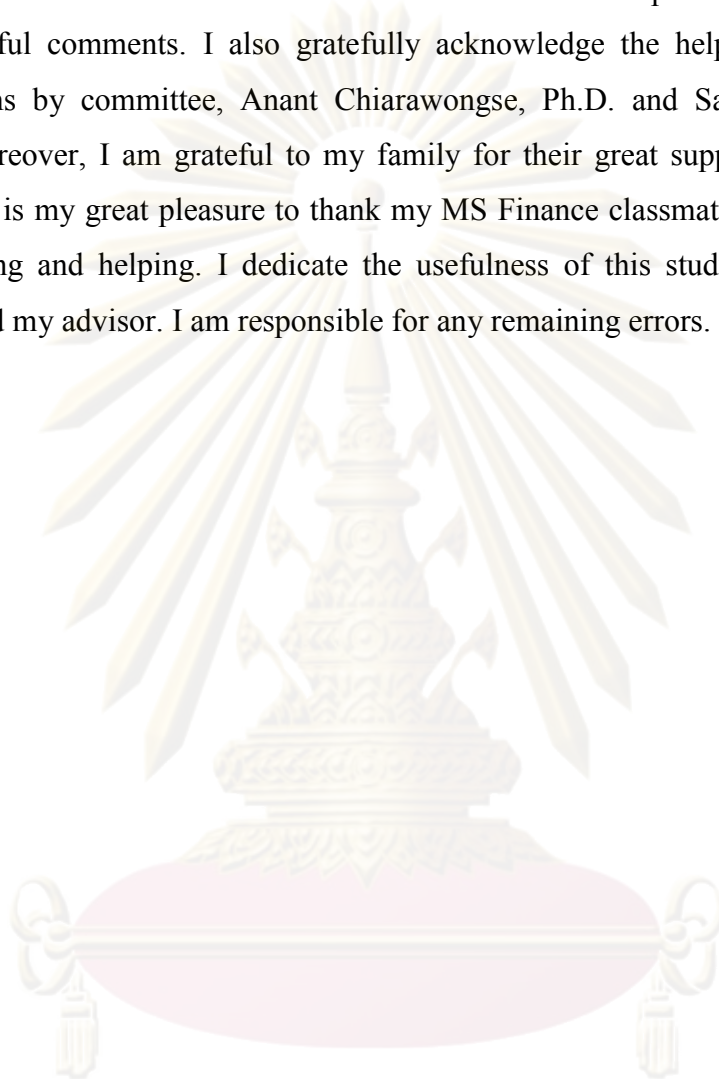 ful comments. I also gratefully acknowledge the help
ns by committee, Anant Chiarawongse, Ph.D. and Sa
reover, I am grateful to my family for their great supp
is my great pleasure to thank my MS Finance classmat
ng and helping. I dedicate the usefulness of this stud
d my advisor. I am responsible for any remaining errors.